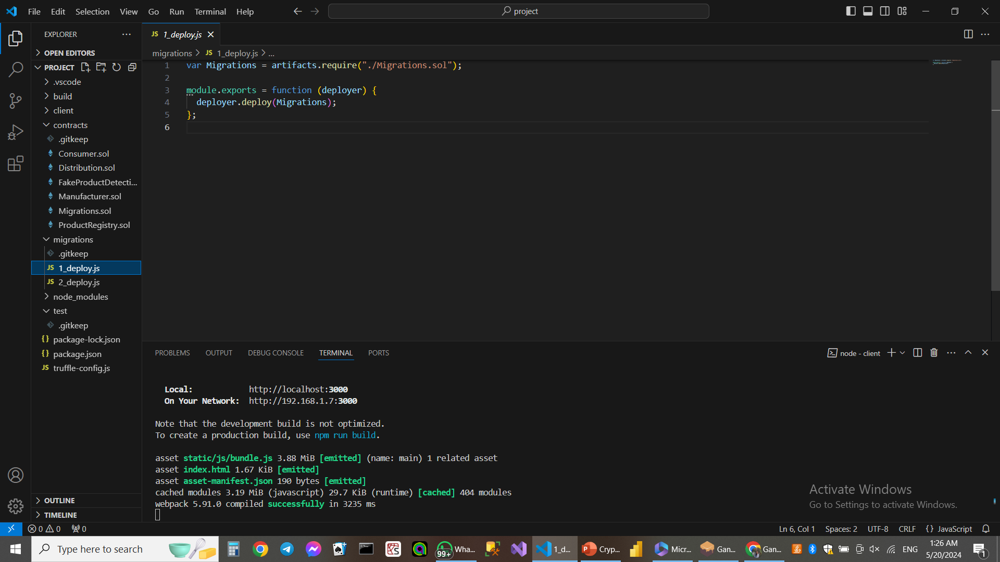 File Edit Selection View Go Run Terminal Help
project
EXPLORER
OPEN EDITORS
PROJECT
.vscode
build
client
contracts
.gitkeep
Consumer.sol
Distribution.sol
FakeProductDetecti...
Manufacturer.sol
Migrations.sol
ProductRegistry.sol
migrations
.gitkeep
JS 1_deploy.js
JS 2_deploy.js
node_modules
test
.gitkeep
{} package-lock.json
{} package.json
JS truffle-config.js
OUTLINE
TIMELINE
JS 1_deploy.js
migrations > JS 1_deploy.js > ...
1 var Migrations = artifacts.require("./Migrations.sol");
2
3 module.exports = function (deployer) {
4 deployer.deploy(Migrations);
5 };
6
PROBLEMS OUTPUT DEBUG CONSOLE TERMINAL PORTS
node - client
Local: http://localhost:3000
On Your Network: http://192.168.1.7:3000
Note that the development build is not optimized.
To create a production build, use npm run build.
asset static/js/bundle.js 3.88 MiB [emitted] (name: main) 1 related asset
asset index.html 1.67 KiB [emitted]
asset asset-manifest.json 190 bytes [emitted]
cached modules 3.19 MiB (javascript) 29.7 KiB (runtime) [cached] 404 modules
webpack 5.91.0 compiled successfully in 3235 ms
Activate Windows
Go to Settings to activate Windows.
0 0 0
Ln 6, Col 1 Spaces: 2 UTF-8 CRLF {} JavaScript
Type here to search
99+ Wha... 1_d... Cryp... Micr... Gan... Gan...
ENG
1:26 AM
5/20/2024
1